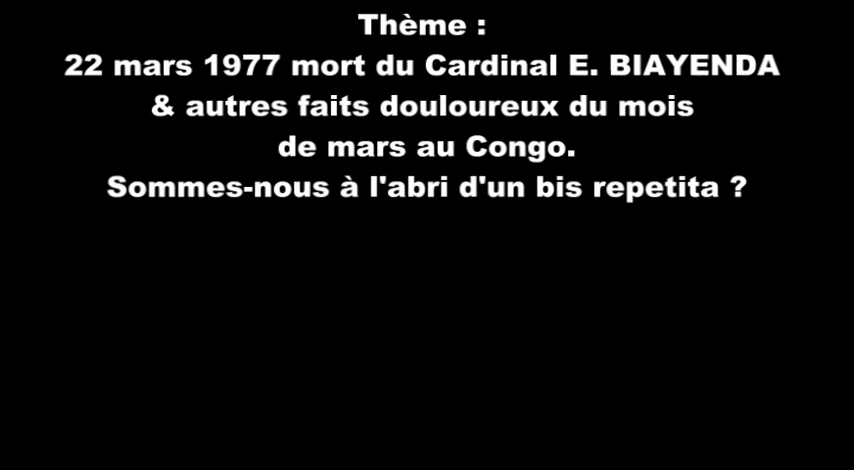 Thème :
22 mars 1977 mort du Cardinal E. BIAYENDA
& autres faits douloureux du mois
de mars au Congo.
Sommes-nous à l'abri d'un bis repetita ?